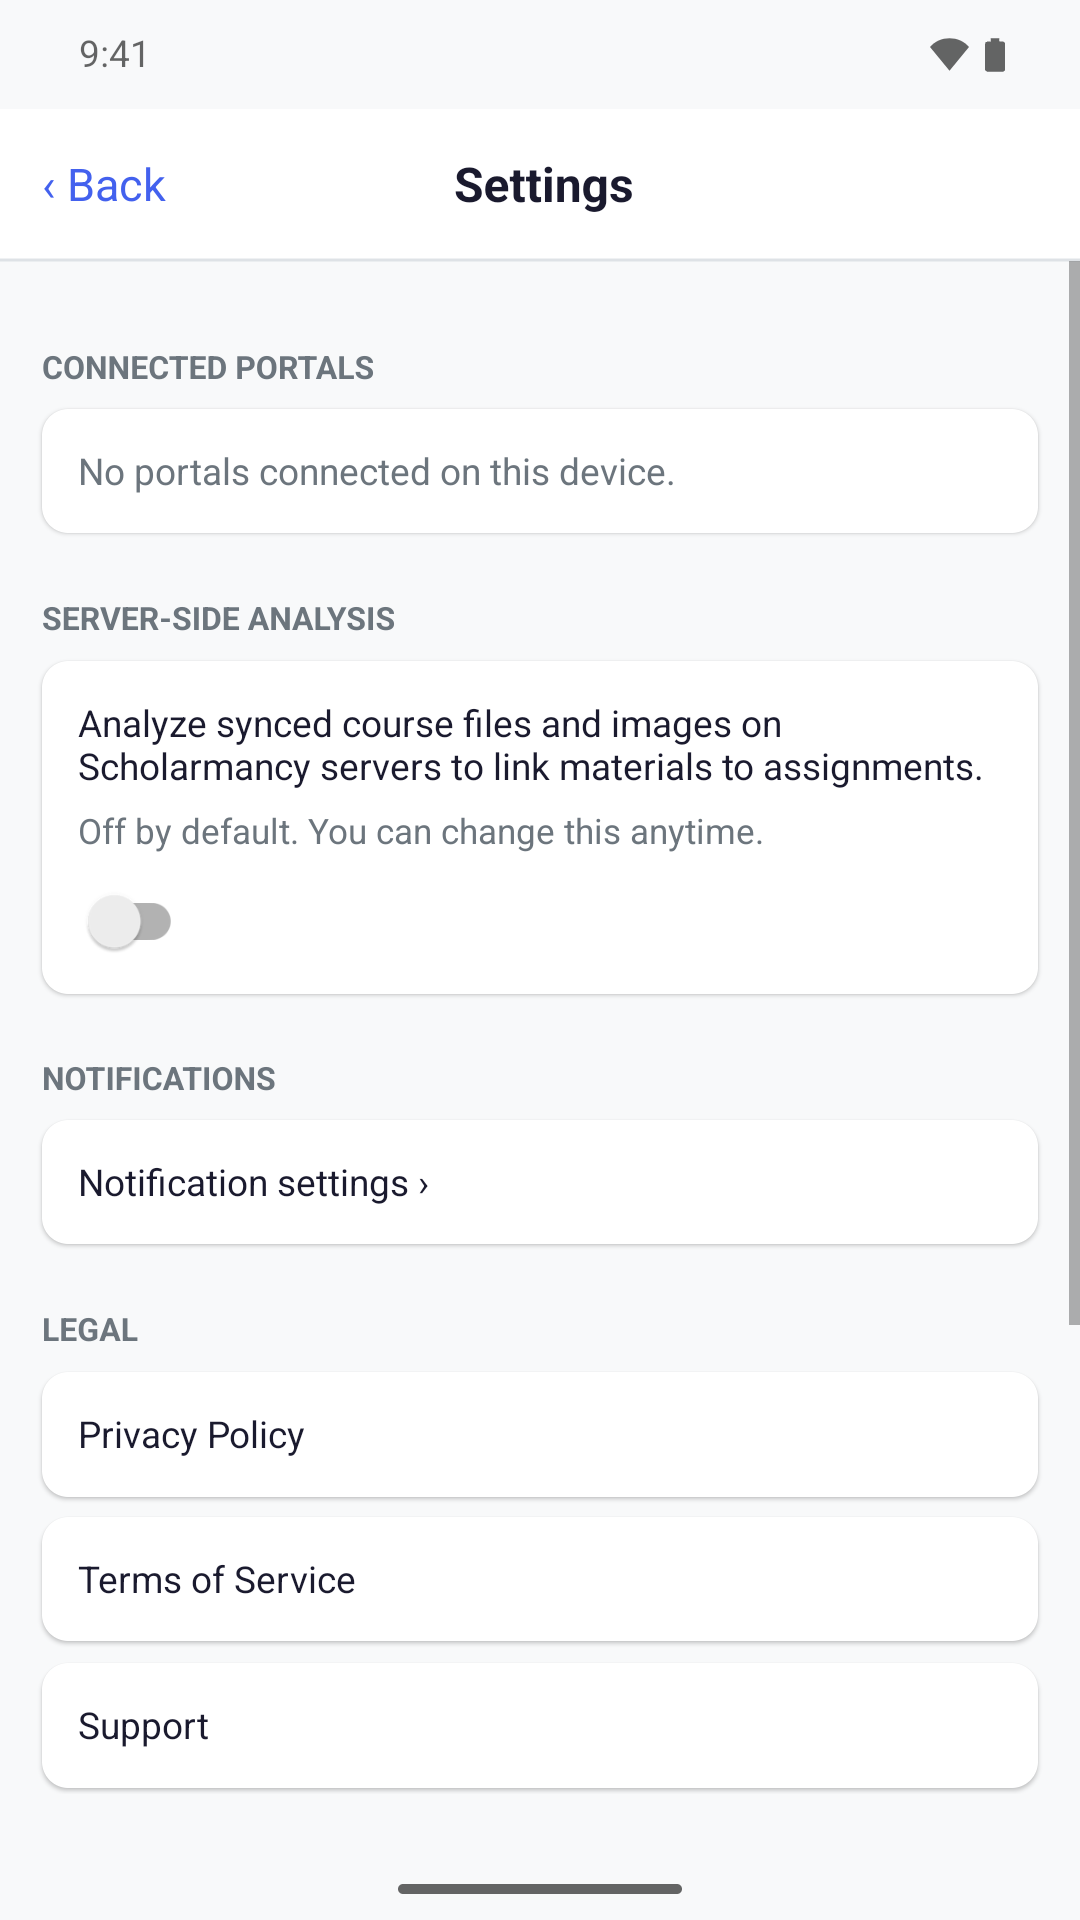 9:41
‹ Back
Settings
CONNECTED PORTALS
No portals connected on this device.
SERVER-SIDE ANALYSIS
Analyze synced course files and images on
Scholarmancy servers to link materials to assignments.
Off by default. You can change this anytime.
NOTIFICATIONS
Notification settings ›
LEGAL
Privacy Policy
Terms of Service
Support